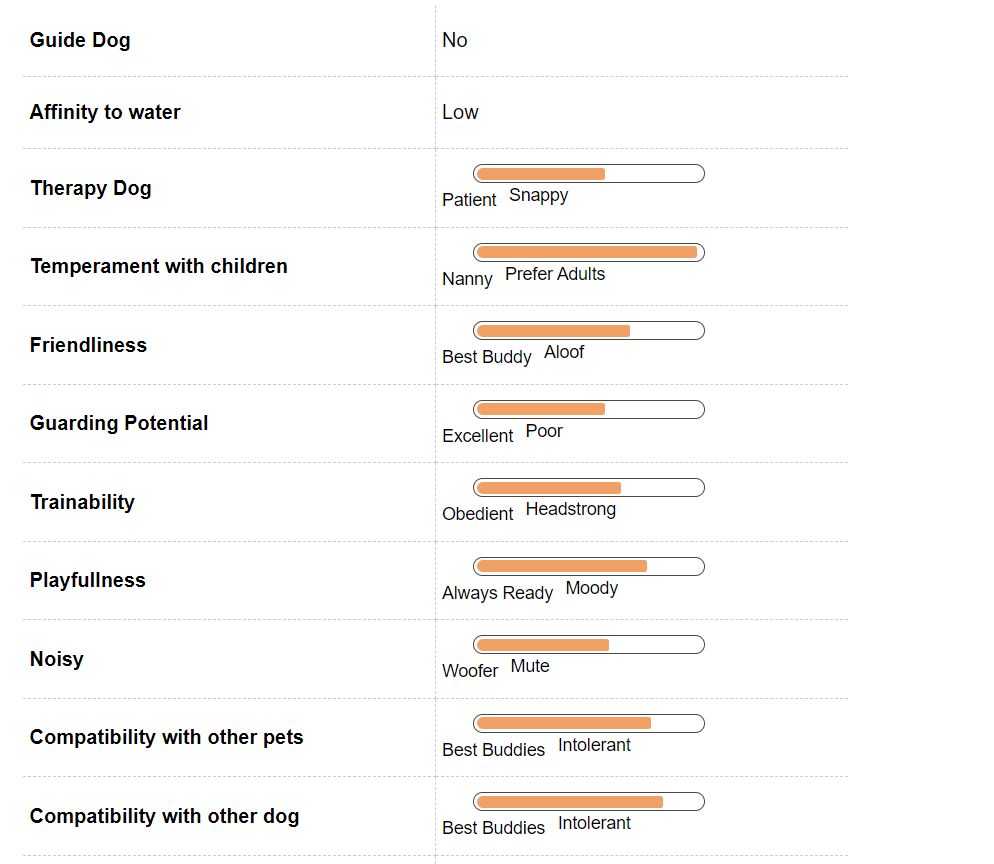 Guide Dog No
Affinity to water Low
Therapy Dog Patient Snappy
Temperament with children Nanny Prefer Adults
Friendliness Best Buddy Aloof
Guarding Potential Excellent Poor
Trainability Obedient Headstrong
Playfullness Always Ready Moody
Noisy Woofer Mute
Compatibility with other pets Best Buddies Intolerant
Compatibility with other dog Best Buddies Intolerant